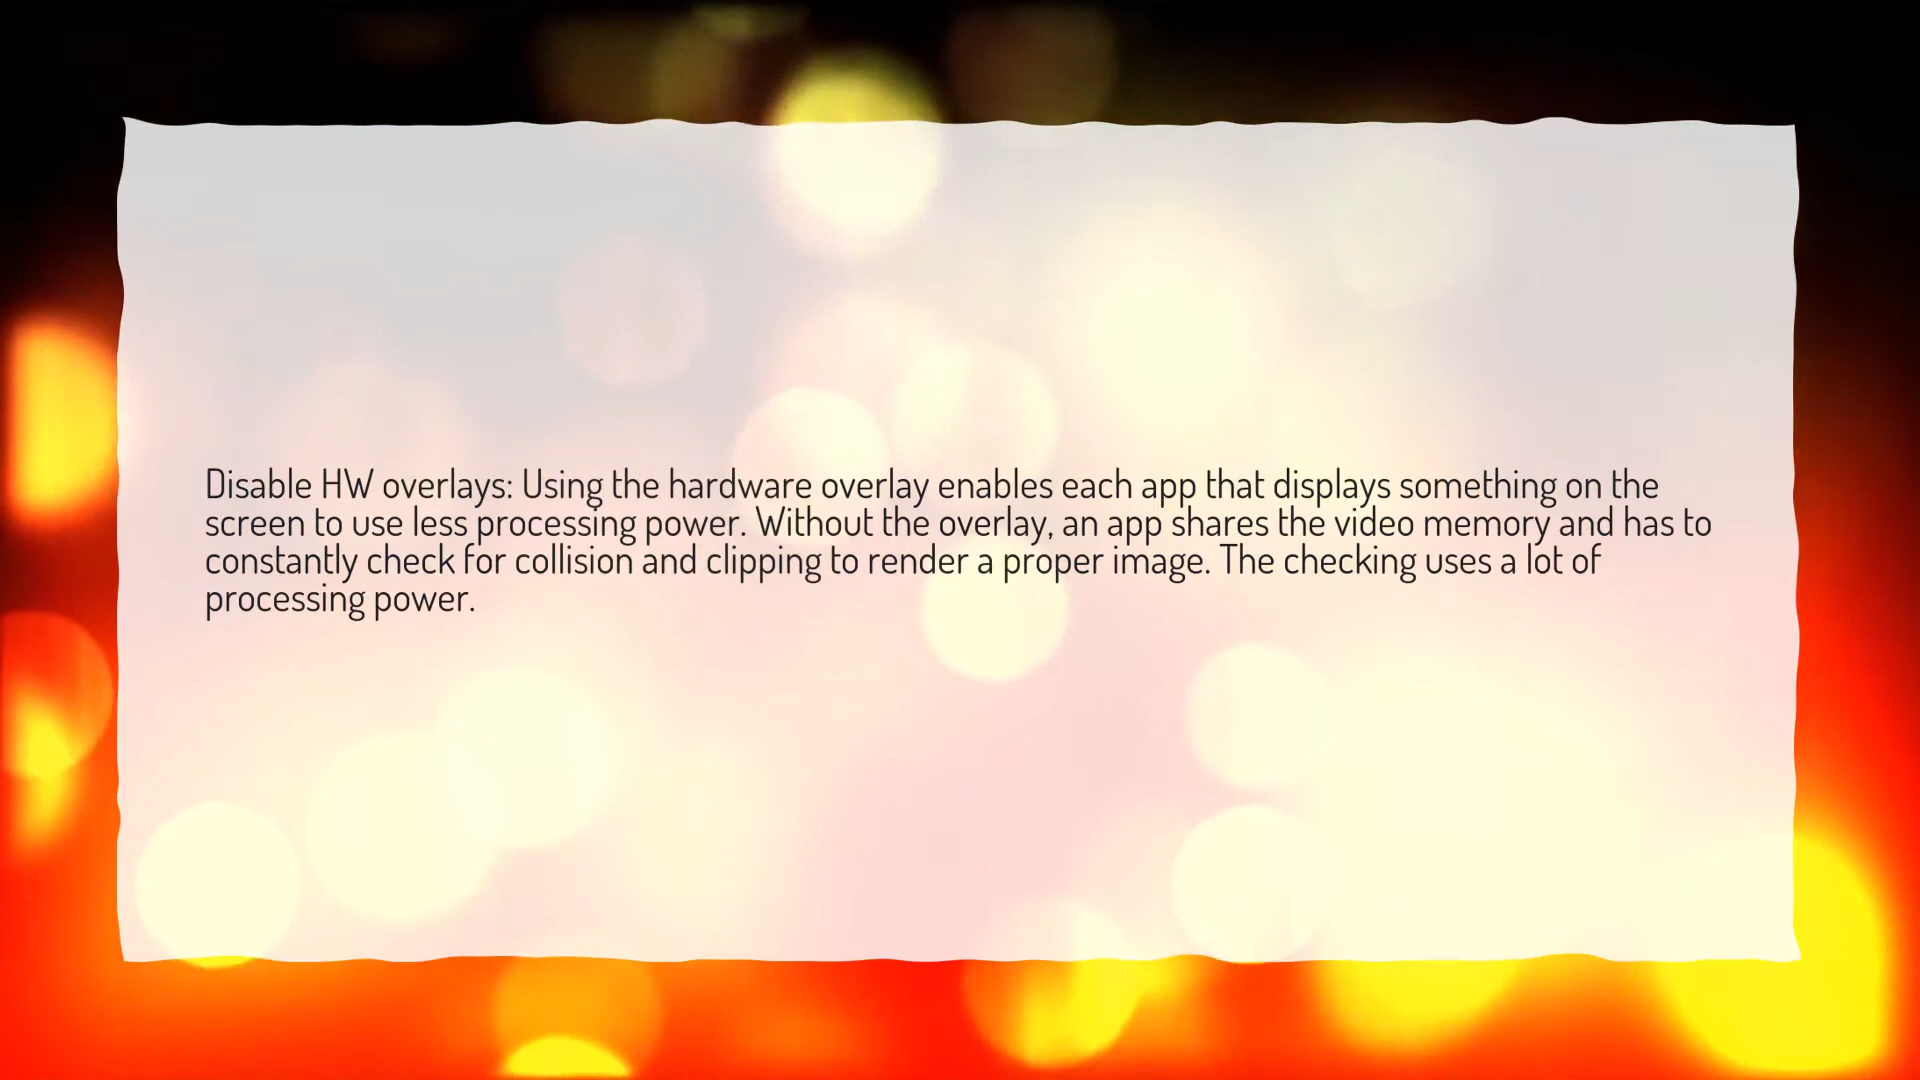 Disable HW overlays: Using the hardware overlay enables each app that displays something on the
screen to use less processing power. Without the overlay, an app shares the video memory and has to
constantly check for collision and clipping to render a proper image. The checking uses a lot of
processing power.